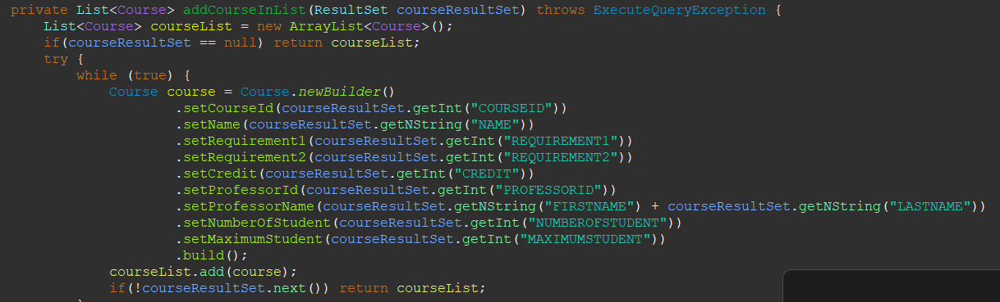 private List<Course> addCourseInList(ResultSet courseResultSet) throws ExecuteQueryException {
    List<Course> courseList = new ArrayList<Course>();
    if(courseResultSet == null) return courseList;
    try {
        while (true) {
            Course course = Course.newBuilder()
                    .setCourseId(courseResultSet.getInt("COURSEID"))
                    .setName(courseResultSet.getNString("NAME"))
                    .setRequirement1(courseResultSet.getInt("REQUIREMENT1"))
                    .setRequirement2(courseResultSet.getInt("REQUIREMENT2"))
                    .setCredit(courseResultSet.getInt("CREDIT"))
                    .setProfessorId(courseResultSet.getInt("PROFESSORID"))
                    .setProfessorName(courseResultSet.getNString("FIRSTNAME") + courseResultSet.getNString("LASTNAME"))
                    .setNumberOfStudent(courseResultSet.getInt("NUMBEROFSTUDENT"))
                    .setMaximumStudent(courseResultSet.getInt("MAXIMUMSTUDENT"))
                    .build();
            courseList.add(course);
            if(!courseResultSet.next()) return courseList;